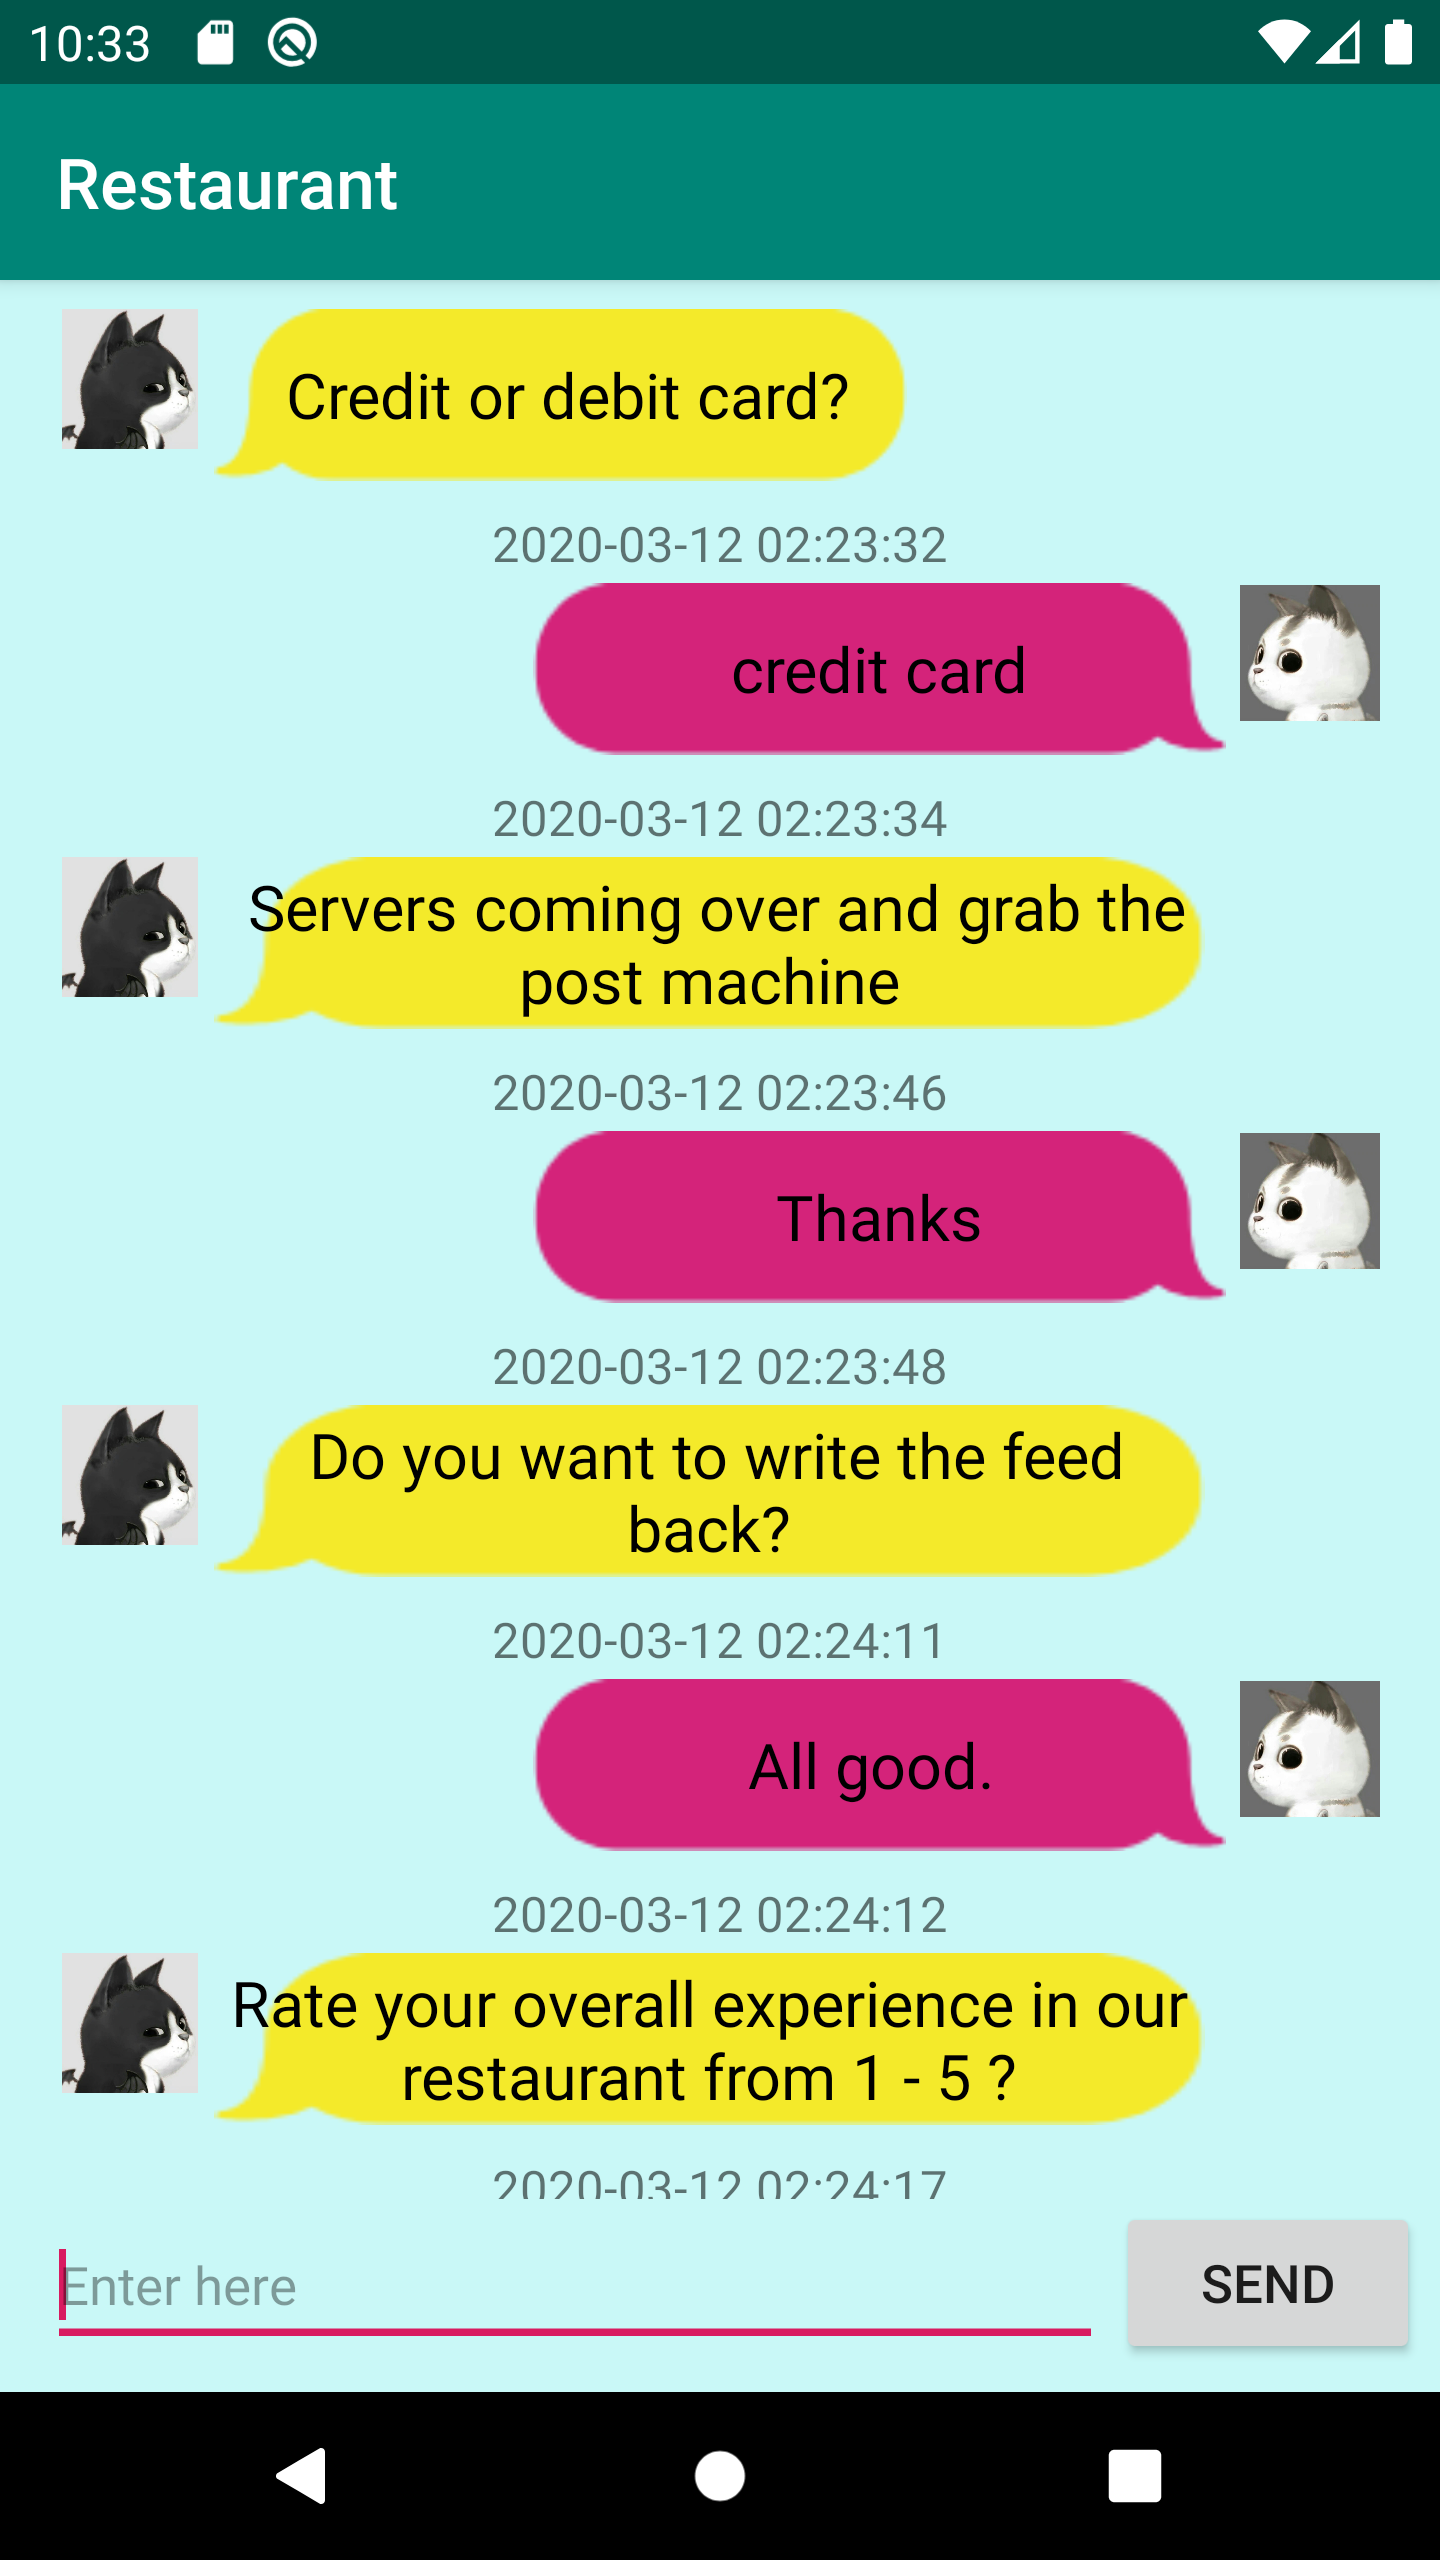 10:33
Restaurant
Credit or debit card?
2020-03-12 02:23:32
credit card
2020-03-12 02:23:34
Servers coming over and grab the
post machine
2020-03-12 02:23:46
Thanks
2020-03-12 02:23:48
Do you want to write the feed
back?
2020-03-12 02:24:11
All good.
2020-03-12 02:24:12
Rate your overall experience in our
restaurant from 1 - 5 ?
2020-03-12 02:24:17
Enter here
SEND